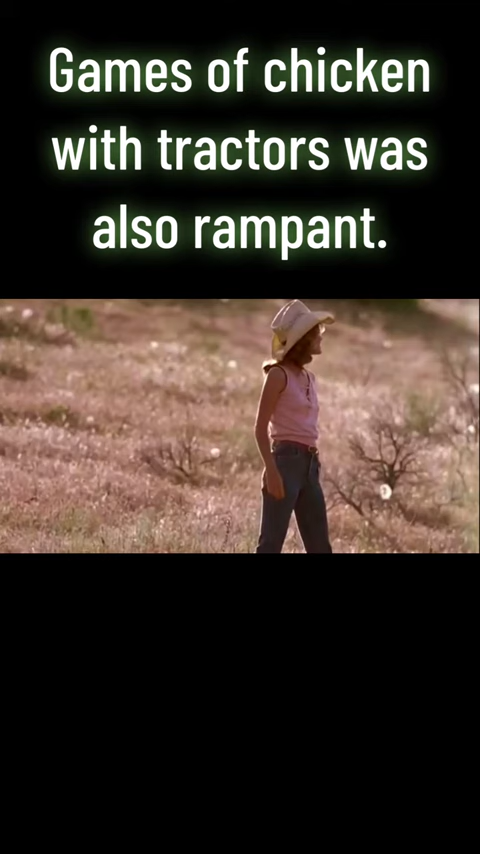 Games of chicken
with tractors was
also rampant.